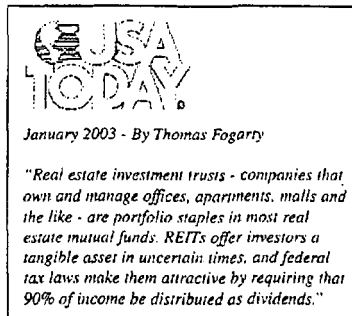 USA
TODAY.
January 2003 - By Thomas Fogarty
"Real estate investment trusts - companies that
own and manage offices, apartments, malls and
the like - are portfolio staples in most real
estate mutual funds. REITs offer investors a
tangible asset in uncertain times, and federal
tax laws make them attractive by requiring that
90% of income be distributed as dividends."